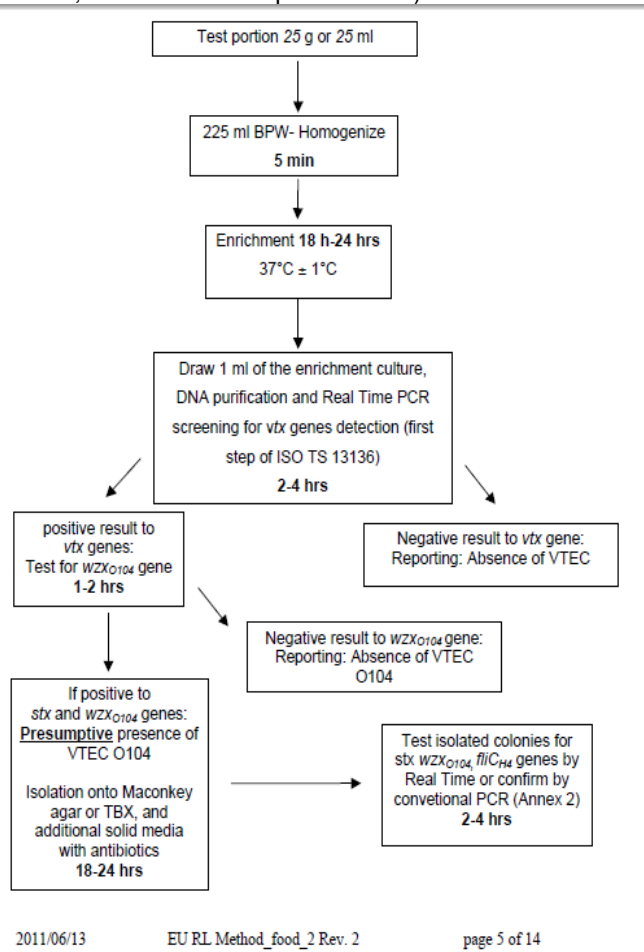 Test portion 25 g or 25 ml
225 ml BPW- Homogenize
5 min
Enrichment 18 h-24 hrs
37°C ± 1°C
Draw 1 ml of the enrichment culture,
DNA purification and Real Time PCR
screening for vtx genes detection (first
step of ISO TS 13136)
2-4 hrs
positive result to
vtx genes:
Test for wzxO104 gene
1-2 hrs
Negative result to vtx gene:
Reporting: Absence of VTEC
Negative result to wzxO104 gene:
Reporting: Absence of VTEC
O104
If positive to
stx and wzxO104 genes:
Presumptive presence of
VTEC O104
Isolation onto Maconkey
agar or TBX, and
additional solid media
with antibiotics
18-24 hrs
Test isolated colonies for
stx wzxO104, fliCH4 genes by
Real Time or confirm by
convetional PCR (Annex 2)
2-4 hrs
2011/06/13 EU RL Method_food_2 Rev. 2 page 5 of 14